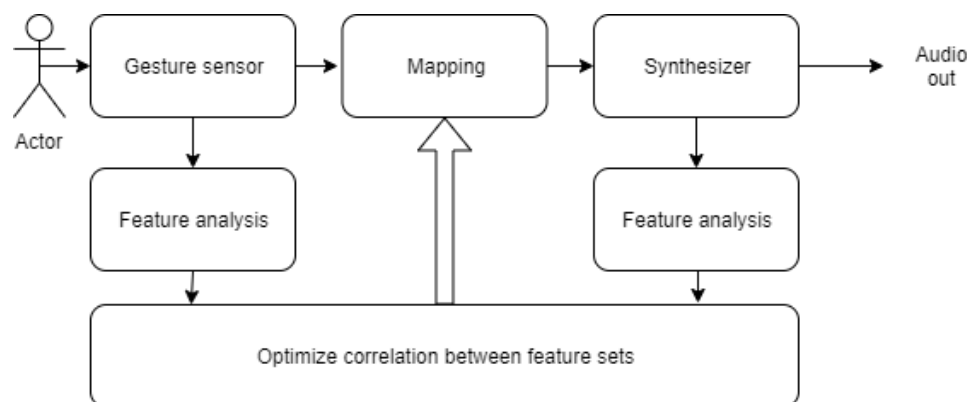 Gesture sensor
Mapping
Synthesizer
Audio
out
Actor
Feature analysis
Feature analysis
Optimize correlation between feature sets